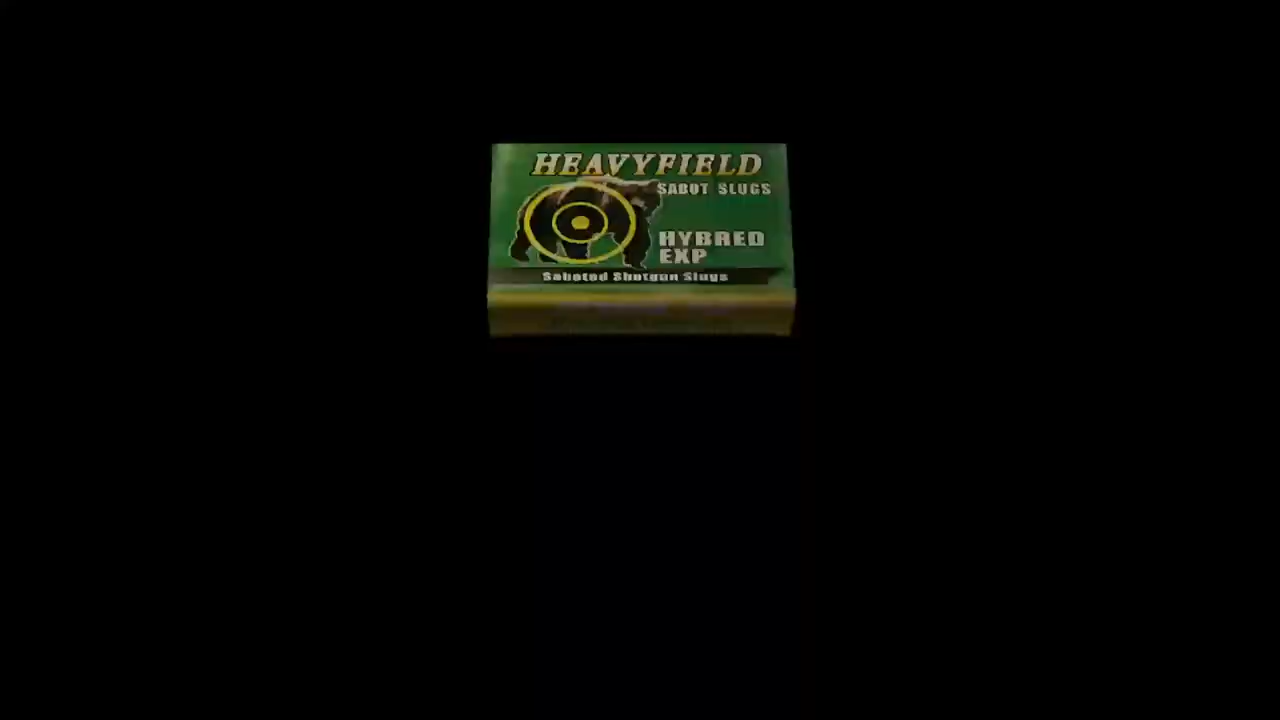 HEAVYFIELD
SABOT SLUGS
HYBRED
EXP
Saboted Shotgun Slugs